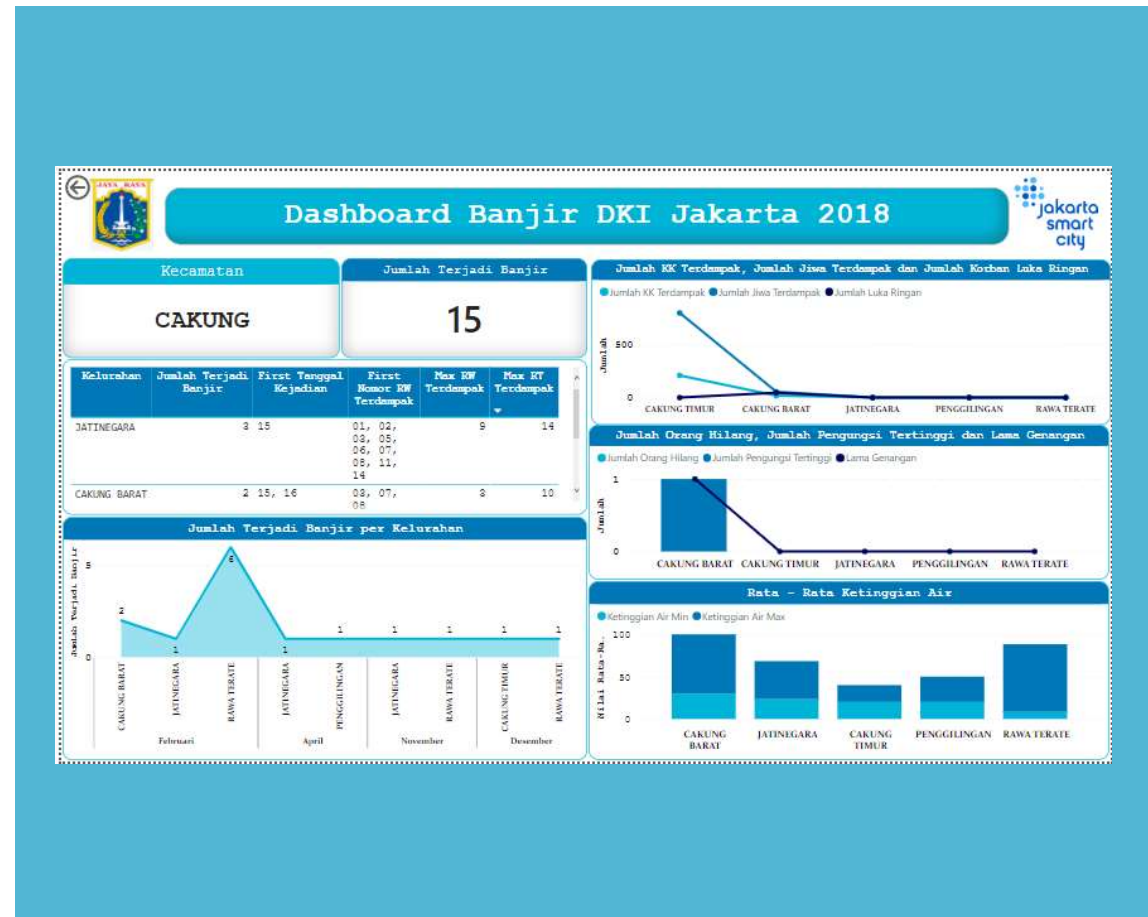 JAYA RAYA
Dashboard Banjir DKI Jakarta 2018
jakarta
smart
city
Kecamatan
CAKUNG
Jumlah Terjadi Banjir
15
Kelurahan Jumlah Terjadi Banjir First Tanggal Kejadian First Nomor RW Terdampak Max RW Terdampak Max RT Terdampak
JATINEGARA 3 15 01, 02, 9 14
03, 05,
06, 07,
08, 11,
14
CAKUNG BARAT 2 15, 16 03, 07, 3 10
08
Jumlah Terjadi Banjir per Kelurahan
Jumlah Terjadi Banjir
5
0
2
1
6
1
1
1
1
1
1
CAKUNG BARAT
JATINEGARA
RAWA TERATE
JATINEGARA
PENGGILINGAN
JATINEGARA
RAWA TERATE
CAKUNG TIMUR
RAWA TERATE
Februari April November Desember
Jumlah KK Terdampak, Jumlah Jiwa Terdampak dan Jumlah Korban Luka Ringan
Jumlah KK Terdampak Jumlah Jiwa Terdampak Jumlah Luka Ringan
Jumlah
500
0
CAKUNG TIMUR CAKUNG BARAT JATINEGARA PENGGILINGAN RAWA TERATE
Jumlah Orang Hilang, Jumlah Pengungsi Tertinggi dan Lama Genangan
Jumlah Orang Hilang Jumlah Pengungsi Tertinggi Lama Genangan
Jumlah
1
0
CAKUNG BARAT CAKUNG TIMUR JATINEGARA PENGGILINGAN RAWA TERATE
Rata - Rata Ketinggian Air
Ketinggian Air Min Ketinggian Air Max
Nilai Rata-Ra..
100
50
0
CAKUNG BARAT JATINEGARA CAKUNG TIMUR PENGGILINGAN RAWA TERATE